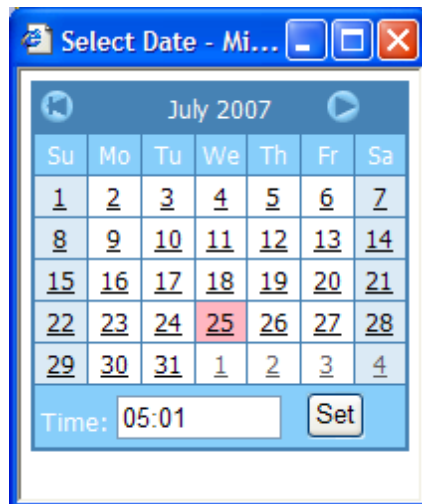 Select Date - Mi...
July 2007
Su Mo Tu We Th Fr Sa
1 2 3 4 5 6 7
8 9 10 11 12 13 14
15 16 17 18 19 20 21
22 23 24 25 26 27 28
29 30 31 1 2 3 4
Time: 05:01 Set